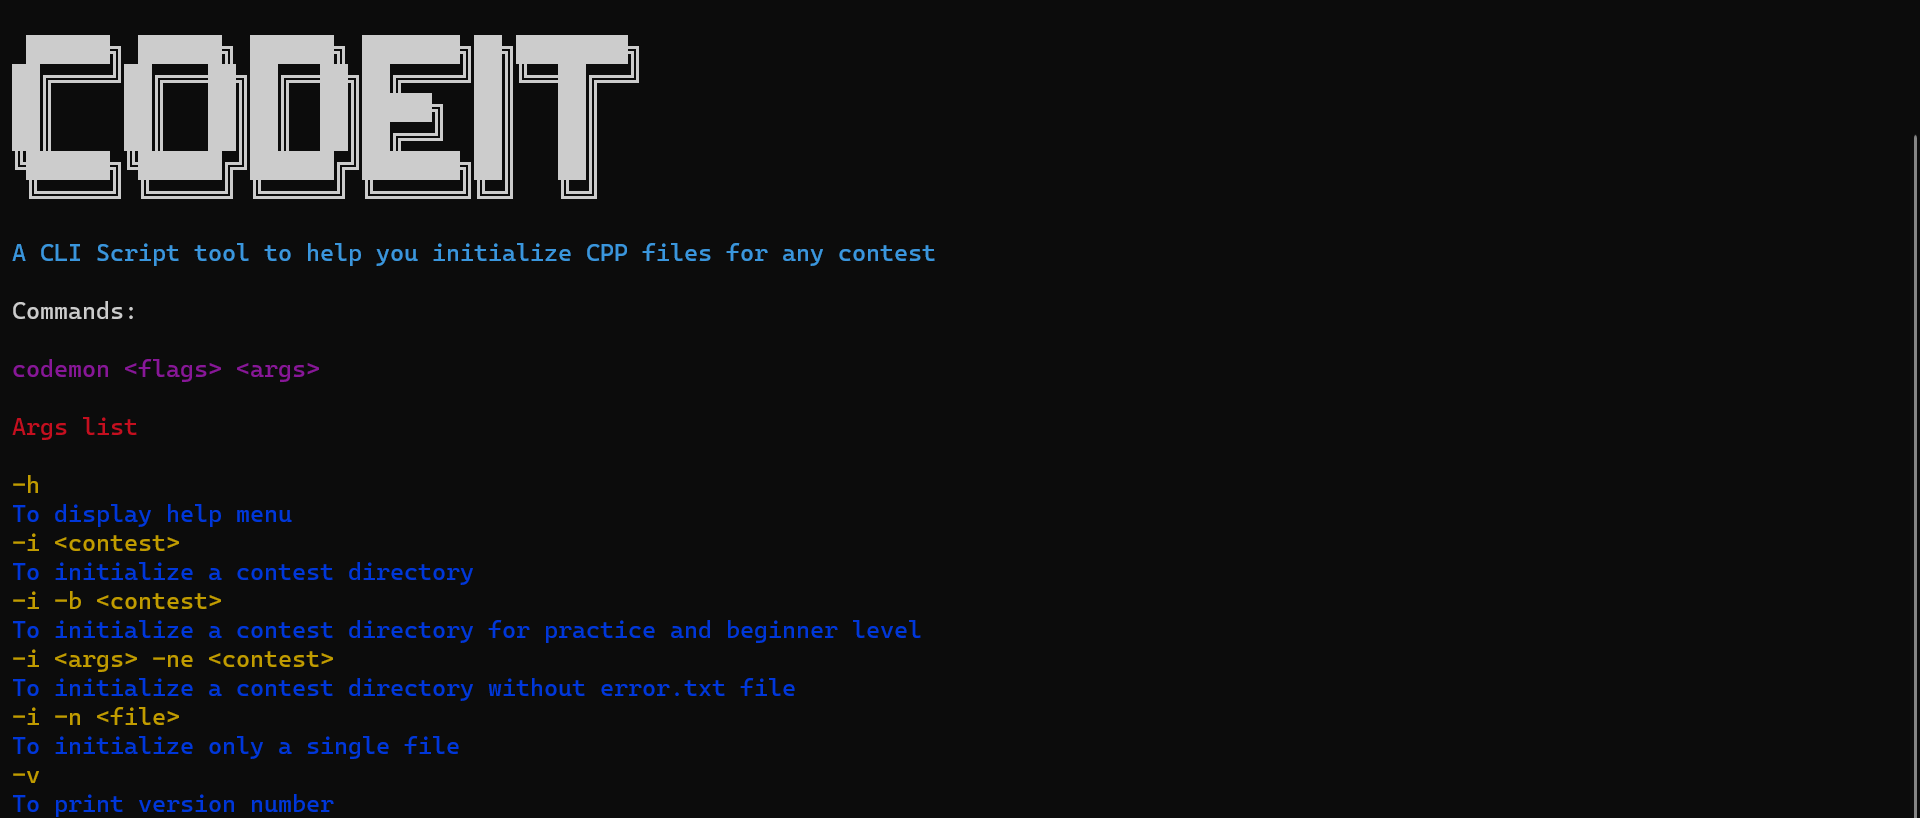 CODEIT
A CLI Script tool to help you initialize CPP files for any contest
Commands:
codemon <flags> <args>
Args list
-h
To display help menu
-i <contest>
To initialize a contest directory
-i -b <contest>
To initialize a contest directory for practice and beginner level
-i <args> -ne <contest>
To initialize a contest directory without error.txt file
-i -n <file>
To initialize only a single file
-v
To print version number